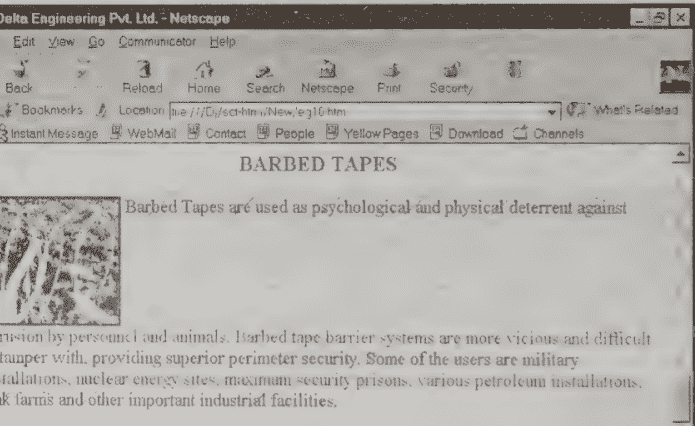 Delta Engineering Pvt. Ltd. - Netscape
Edit View Go Communicator Help
Back Reload Home Search Netscape Print Security
Bookmarks Location What's Related
Instant Message WebMail Contact People Yellow Pages Download Channels
BARBED TAPES
Barbed Tapes are used as psychological and physical deterrent against
rusion by personnel and animals. Barbed tape barrier systems are more vicious and difficult
tamper with, providing superior perimeter security. Some of the users are military
stallations, nuclear energy sites, maximum security prisons, various petroleum installations,
nk farms and other important industrial facilities.